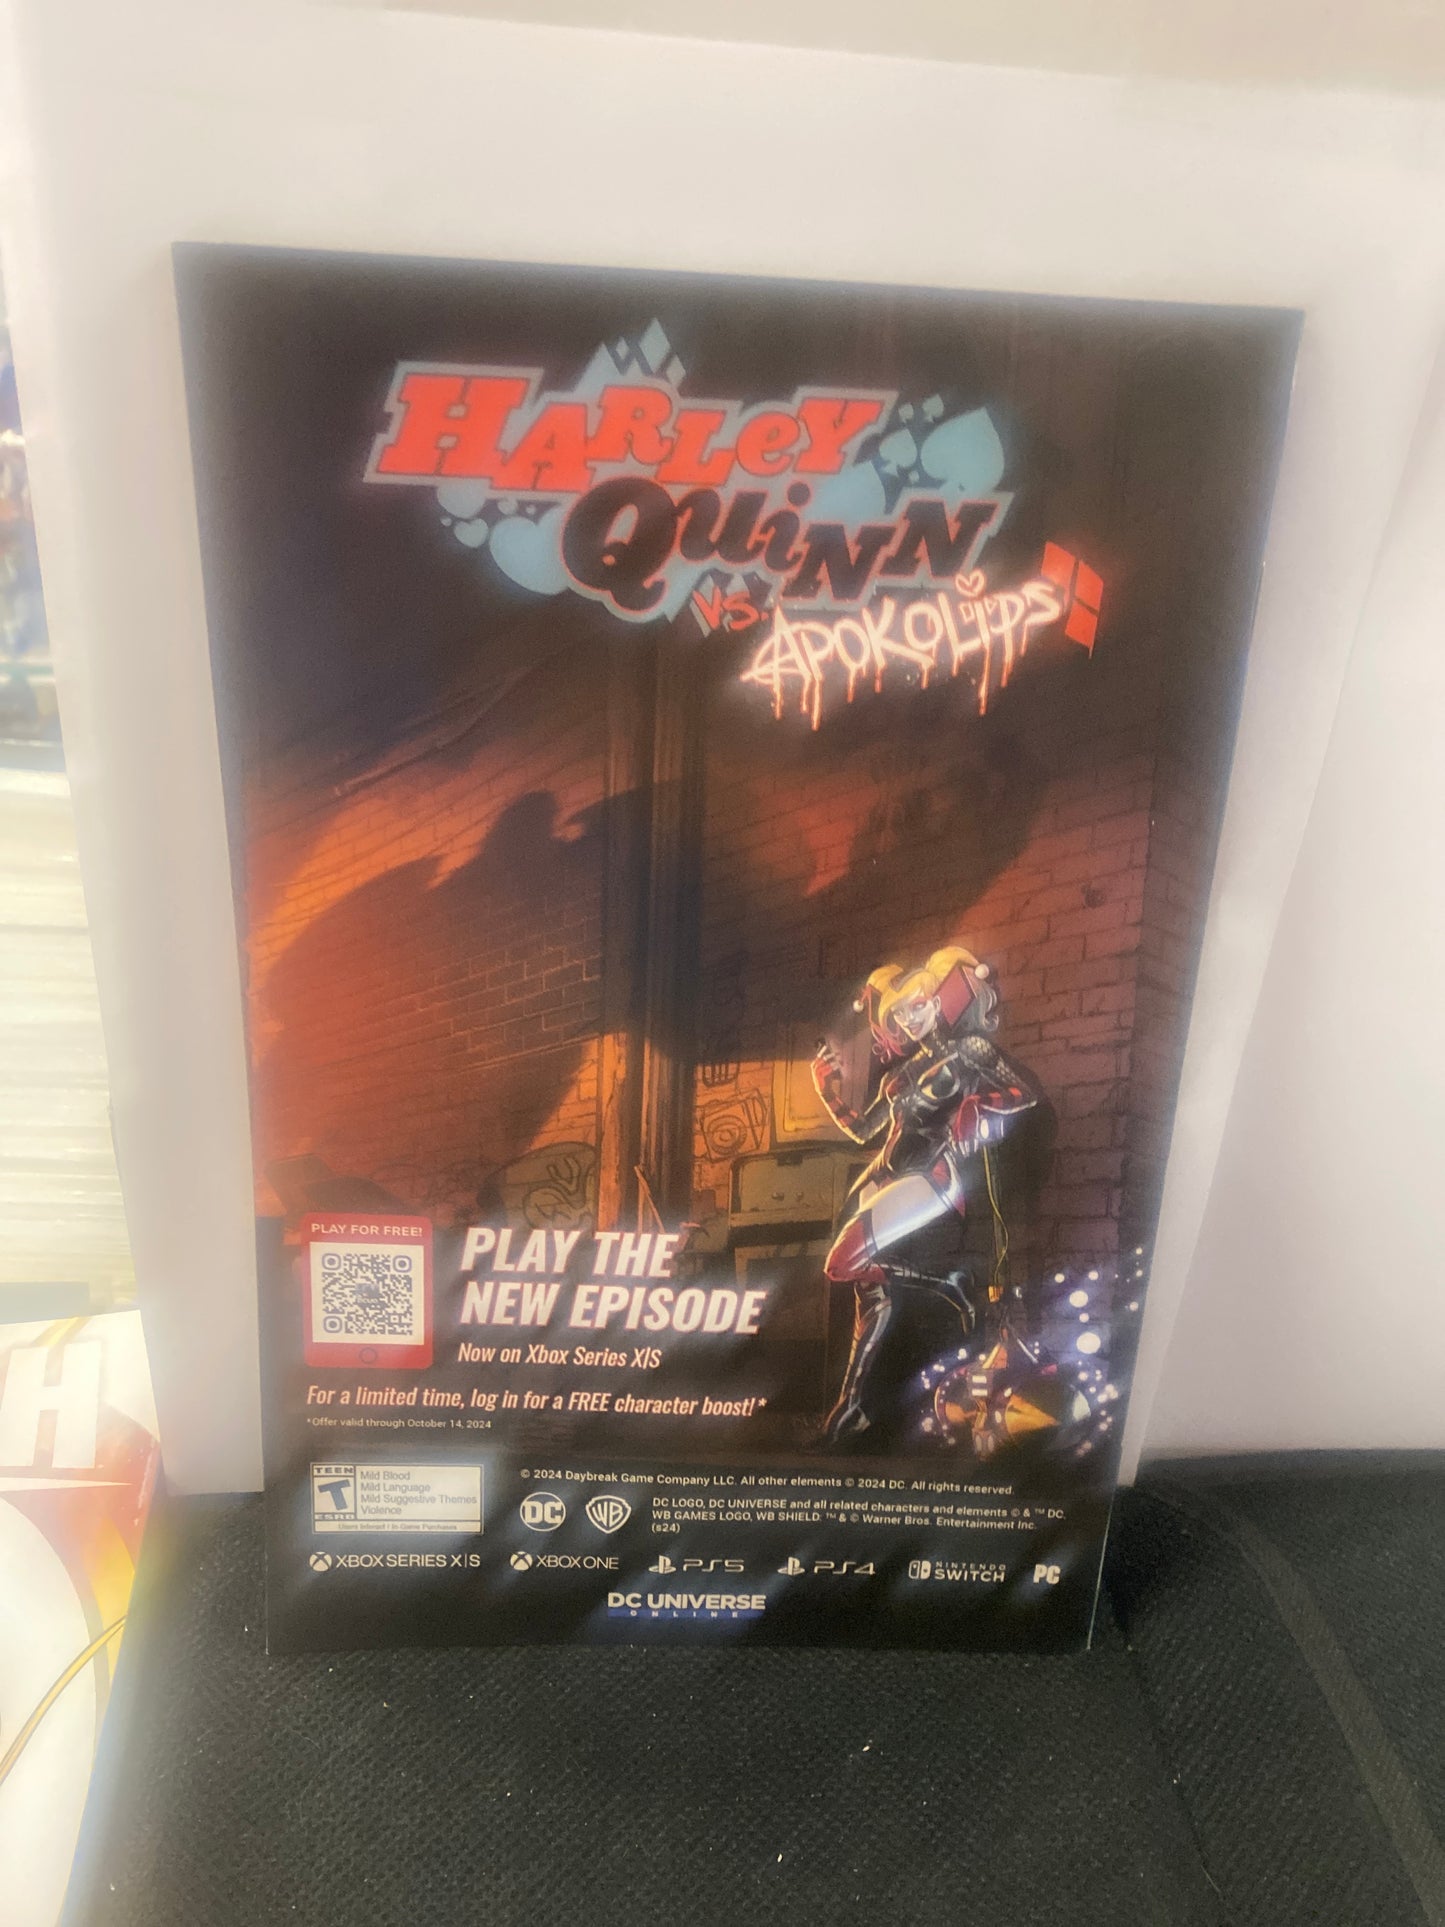 HARLEY
QUINN
VS.
APOKOLIPS
PLAY FOR FREE!
PLAY THE
NEW EPISODE
Now on Xbox Series X|S
For a limited time, log in for a FREE character boost!*
*Offer valid through October 14, 2024
TEEN
T
ESRB
Mild Blood
Mild Language
Mild Suggestive Themes
Violence
Users Interact / In-Game Purchases
© 2024 Daybreak Game Company LLC. All other elements © 2024 DC. All rights reserved.
DC
WB
DC LOGO, DC UNIVERSE and all related characters and elements © & ™ DC.
WB GAMES LOGO, WB SHIELD: ™ & © Warner Bros. Entertainment Inc.
(s24)
XBOX SERIES X|S
XBOX ONE
PS5
PS4
NINTENDO
SWITCH
PC
DC UNIVERSE
ONLINE
H